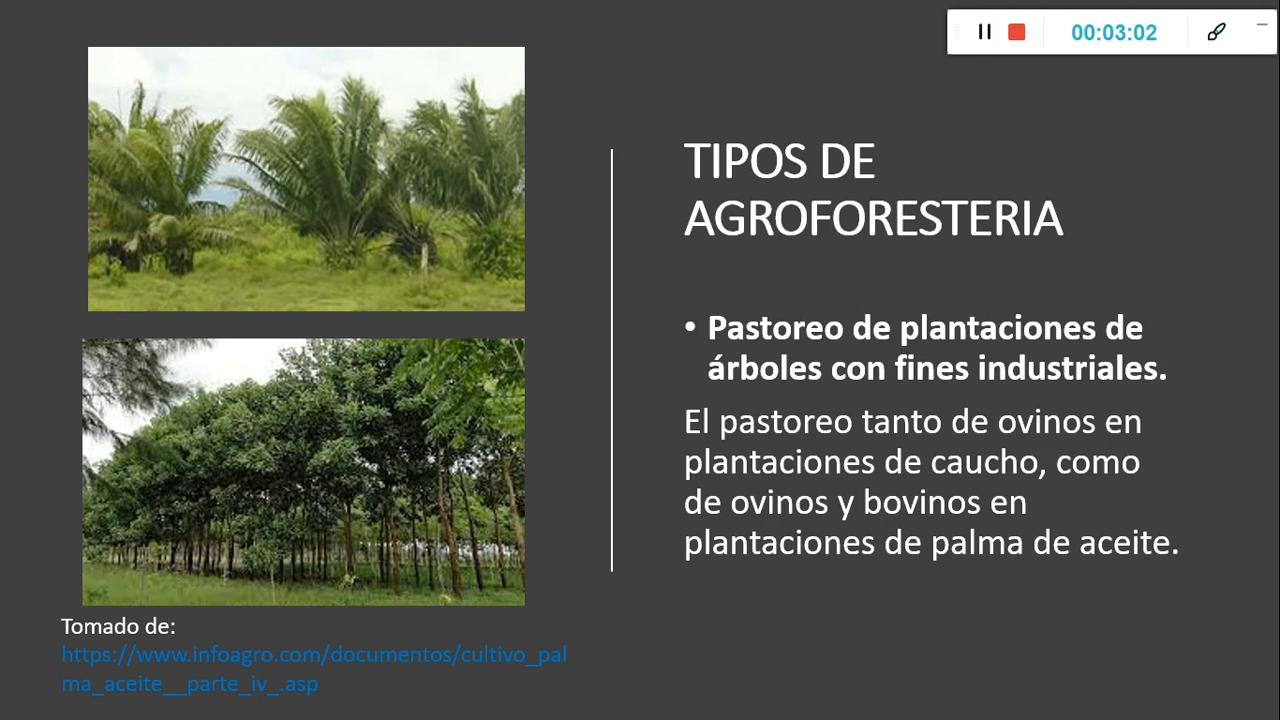 00:03:02
TIPOS DE
AGROFORESTERIA
• Pastoreo de plantaciones de
árboles con fines industriales.
El pastoreo tanto de ovinos en
plantaciones de caucho, como
de ovinos y bovinos en
plantaciones de palma de aceite.
Tomado de:
https://www.infoagro.com/documentos/cultivo_pal
ma_aceite__parte_iv_.asp